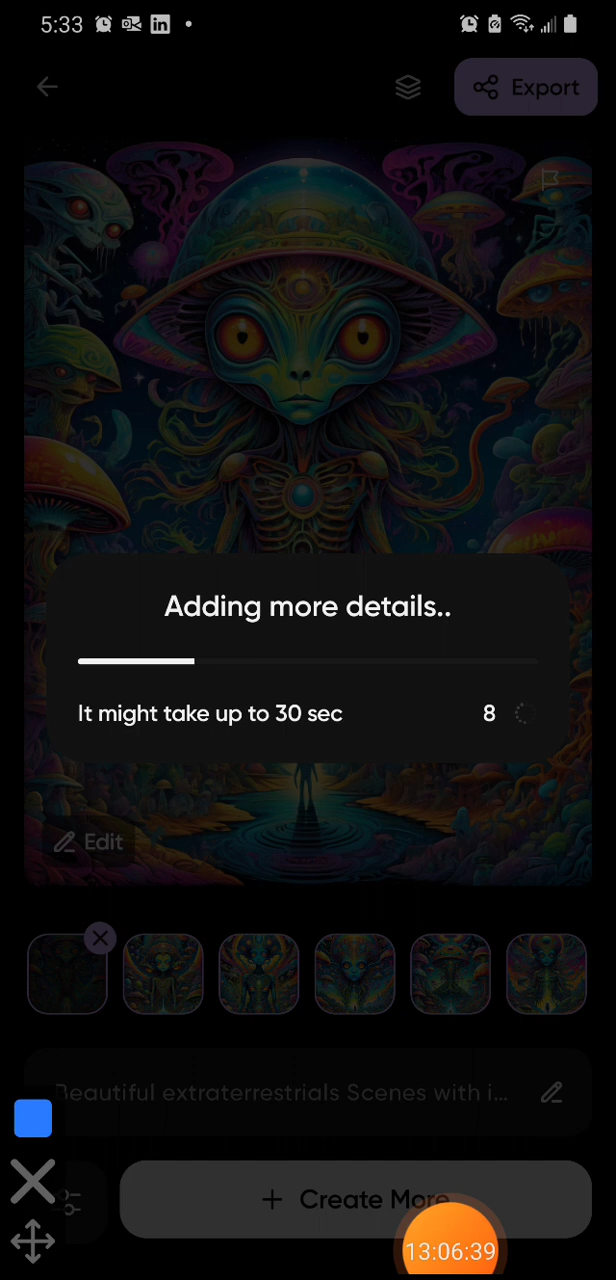 5:33
Export
Adding more details..
It might take up to 30 sec
8
Edit
Beautiful extraterrestrials Scenes with i...
+ Create More
13:06:39